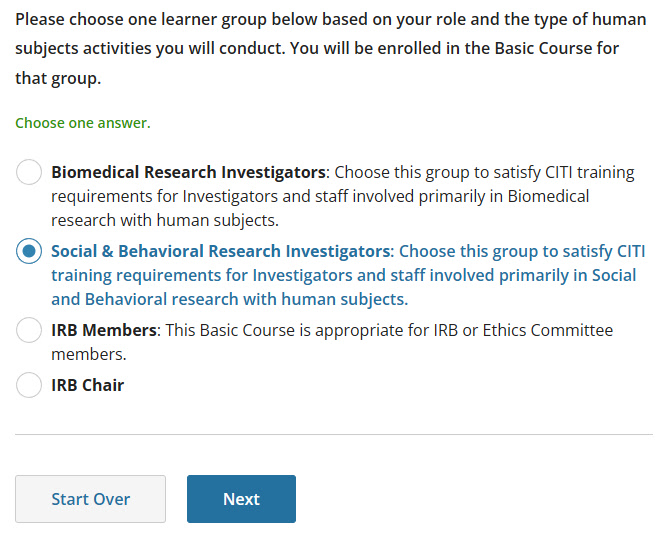 Please choose one learner group below based on your role and the type of human
subjects activities you will conduct. You will be enrolled in the Basic Course for
that group.
Choose one answer.
Biomedical Research Investigators: Choose this group to satisfy CITI training
requirements for Investigators and staff involved primarily in Biomedical
research with human subjects.
Social & Behavioral Research Investigators: Choose this group to satisfy CITI
training requirements for Investigators and staff involved primarily in Social
and Behavioral research with human subjects.
IRB Members: This Basic Course is appropriate for IRB or Ethics Committee
members.
IRB Chair
Start Over
Next